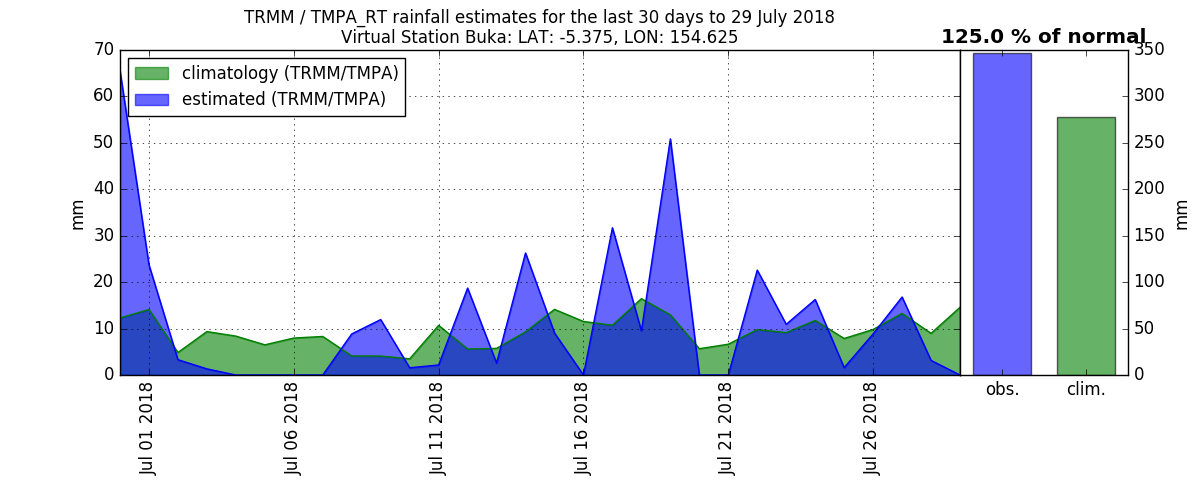 TRMM / TMPA_RT rainfall estimates for the last 30 days to 29 July 2018
Virtual Station Buka: LAT: -5.375, LON: 154.625
125.0 % of normal
climatology (TRMM/TMPA)
estimated (TRMM/TMPA)
70
60
50
40
30
20
10
0
mm
Jul 01 2018
Jul 06 2018
Jul 11 2018
Jul 16 2018
Jul 21 2018
Jul 26 2018
350
300
250
200
150
100
50
0
mm
obs.
clim.